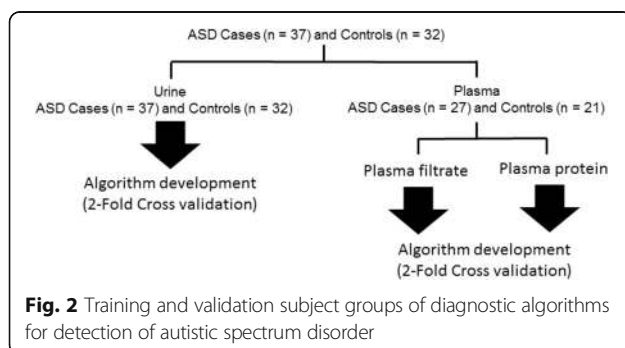 ASD Cases (n = 37) and Controls (n = 32)
Urine
ASD Cases (n = 37) and Controls (n = 32)
Plasma
ASD Cases (n = 27) and Controls (n = 21)
Plasma filtrate
Plasma protein
Algorithm development
(2-Fold Cross validation)
Algorithm development
(2-Fold Cross validation)
Fig. 2 Training and validation subject groups of diagnostic algorithms
for detection of autistic spectrum disorder